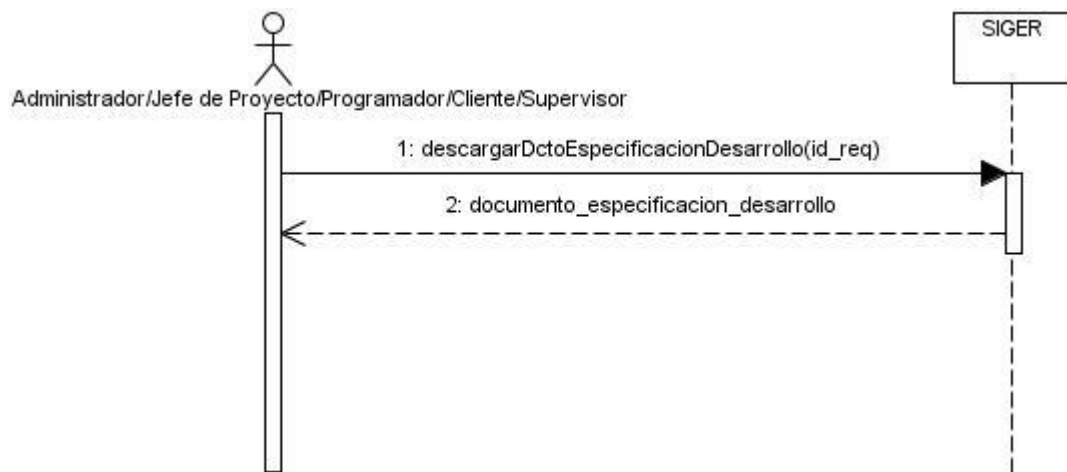 SIGER
Administrador/Jefe de Proyecto/Programador/Cliente/Supervisor
1: descargarDctoEspecificacionDesarrollo(id_req)
2: documento_especificacion_desarrollo